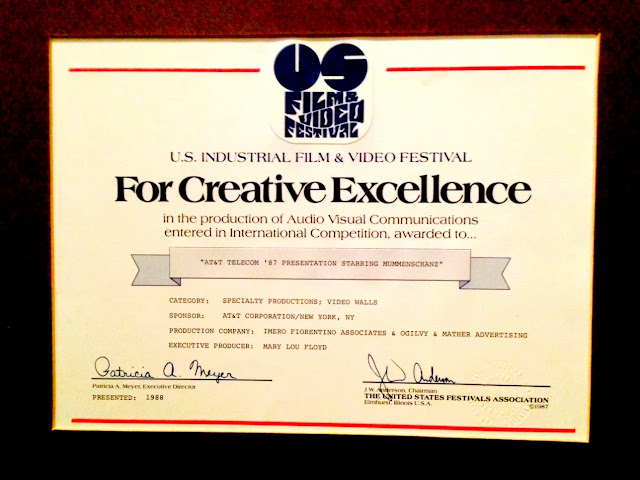 US
FILM &
VIDEO
FESTIVAL
U.S. INDUSTRIAL FILM & VIDEO FESTIVAL
For Creative Excellence
in the production of Audio Visual Communications
entered in International Competition, awarded to...
"AT&T TELECOM '87 PRESENTATION STARRING MUMMENSCHANZ"
CATEGORY: SPECIALTY PRODUCTIONS; VIDEO WALLS
SPONSOR: AT&T CORPORATION/NEW YORK, NY
PRODUCTION COMPANY: IMERO FIORENTINO ASSOCIATES & OGILVY & MATHER ADVERTISING
EXECUTIVE PRODUCER: MARY LOU FLOYD
Patricia A. Meyer
Patricia A. Meyer, Executive Director
PRESENTED: 1988
J.W. Anderson
J.W. Anderson, Chairman
THE UNITED STATES FESTIVALS ASSOCIATION
Elmhurst, Illinois U.S.A. ©1987